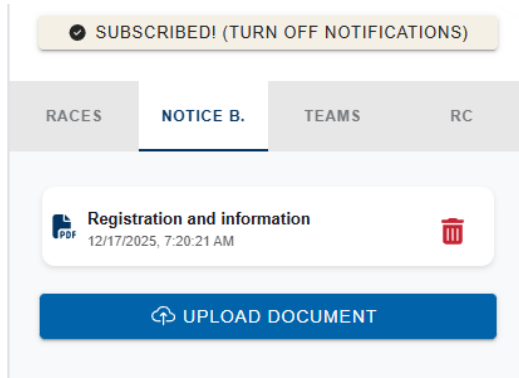 SUBSCRIBED! (TURN OFF NOTIFICATIONS)
RACES NOTICE B. TEAMS RC
Registration and information
PDF
12/17/2025, 7:20:21 AM
UPLOAD DOCUMENT